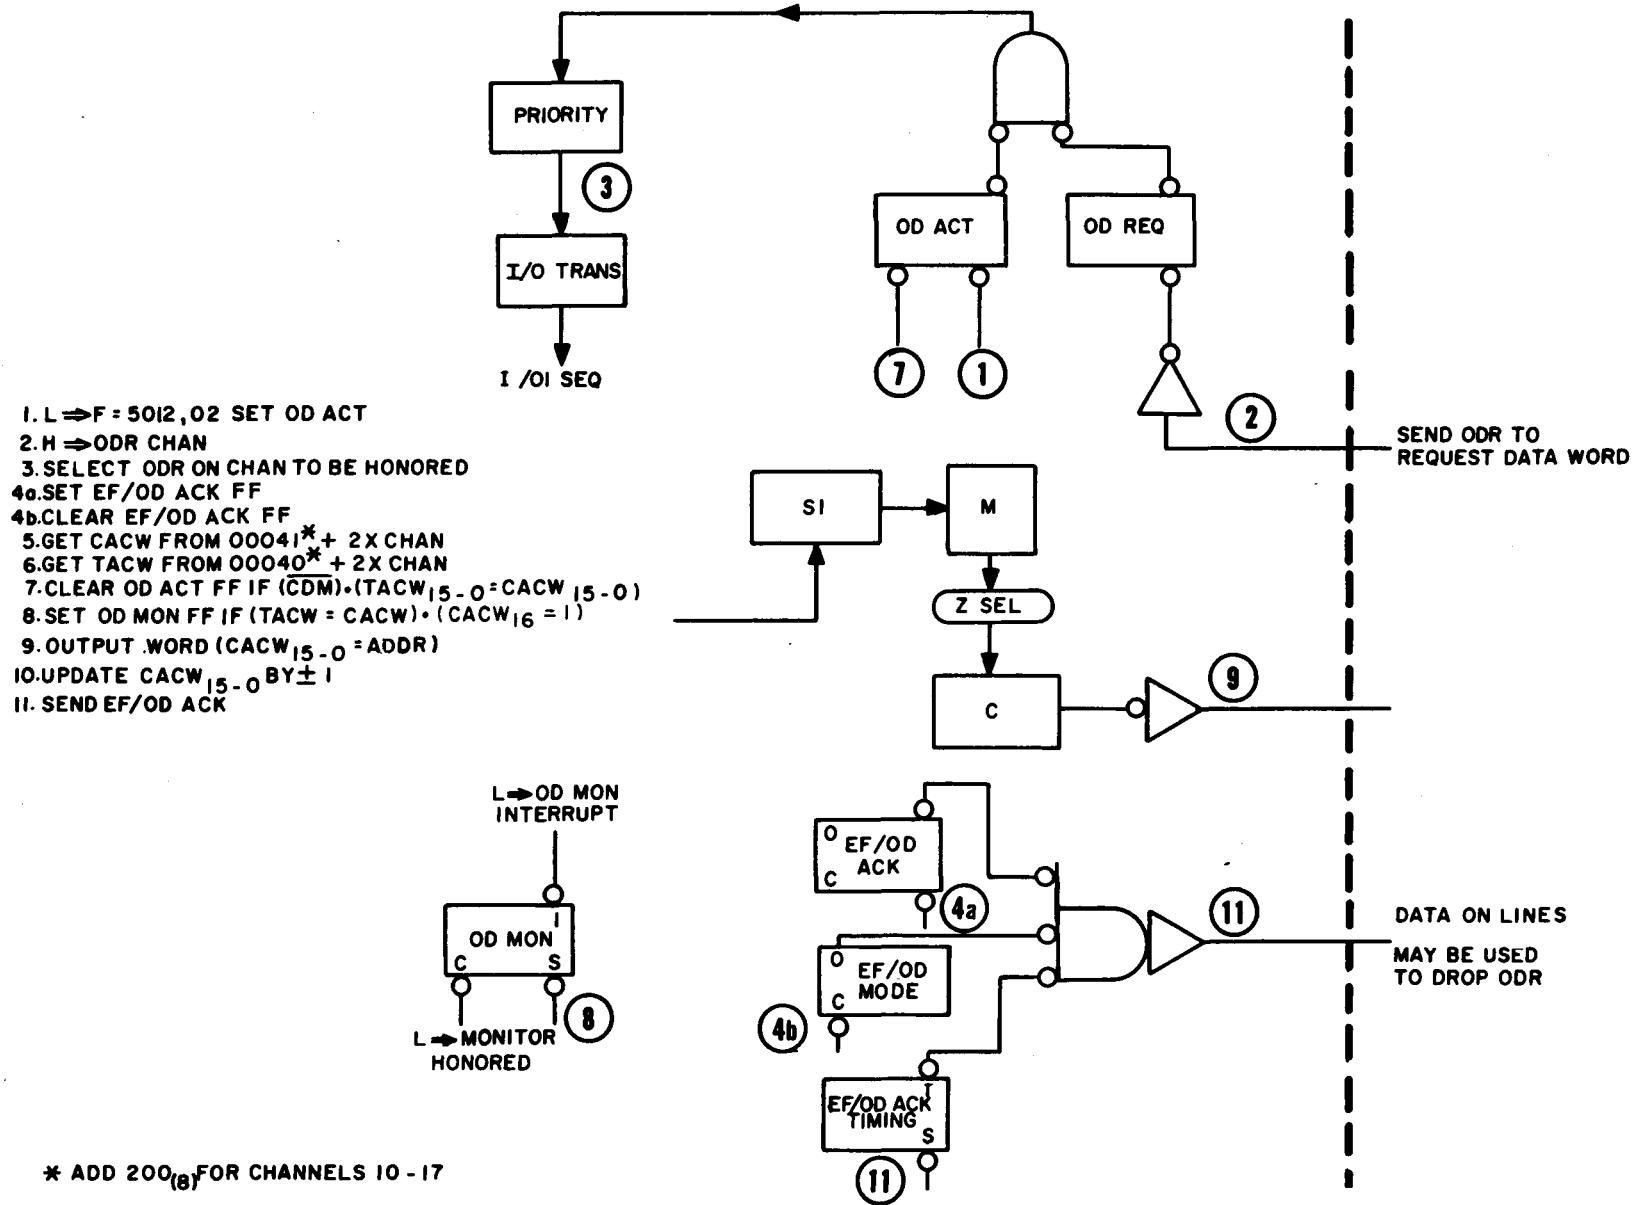 PRIORITY
3
I/O TRANS
I/O1 SEQ
OD ACT
OD REQ
7
1
2
SEND ODR TO
REQUEST DATA WORD
1. L ⇒ F = 5012,02 SET OD ACT
2. H ⇒ ODR CHAN
3. SELECT ODR ON CHAN TO BE HONORED
4a. SET EF/OD ACK FF
4b. CLEAR EF/OD ACK FF
5. GET CACW FROM 00041* + 2X CHAN
6. GET TACW FROM 00040* + 2X CHAN
7. CLEAR OD ACT FF IF (C̅D̅M̅)•(TACW15-0 = CACW 15-0)
8. SET OD MON FF IF (TACW = CACW)•(CACW16 = 1)
9. OUTPUT WORD (CACW15-0 = ADDR)
10. UPDATE CACW15-0 BY ± 1
11. SEND EF/OD ACK
S1
M
Z SEL
C
9
L ⇒ OD MON
INTERRUPT
1
OD MON
C S
8
L ⇒ MONITOR
HONORED
O
EF/OD
ACK
C
4a
O
EF/OD
MODE
C
4b
1
EF/OD ACK
TIMING
S
11
11
DATA ON LINES
MAY BE USED
TO DROP ODR
* ADD 200(8) FOR CHANNELS 10-17